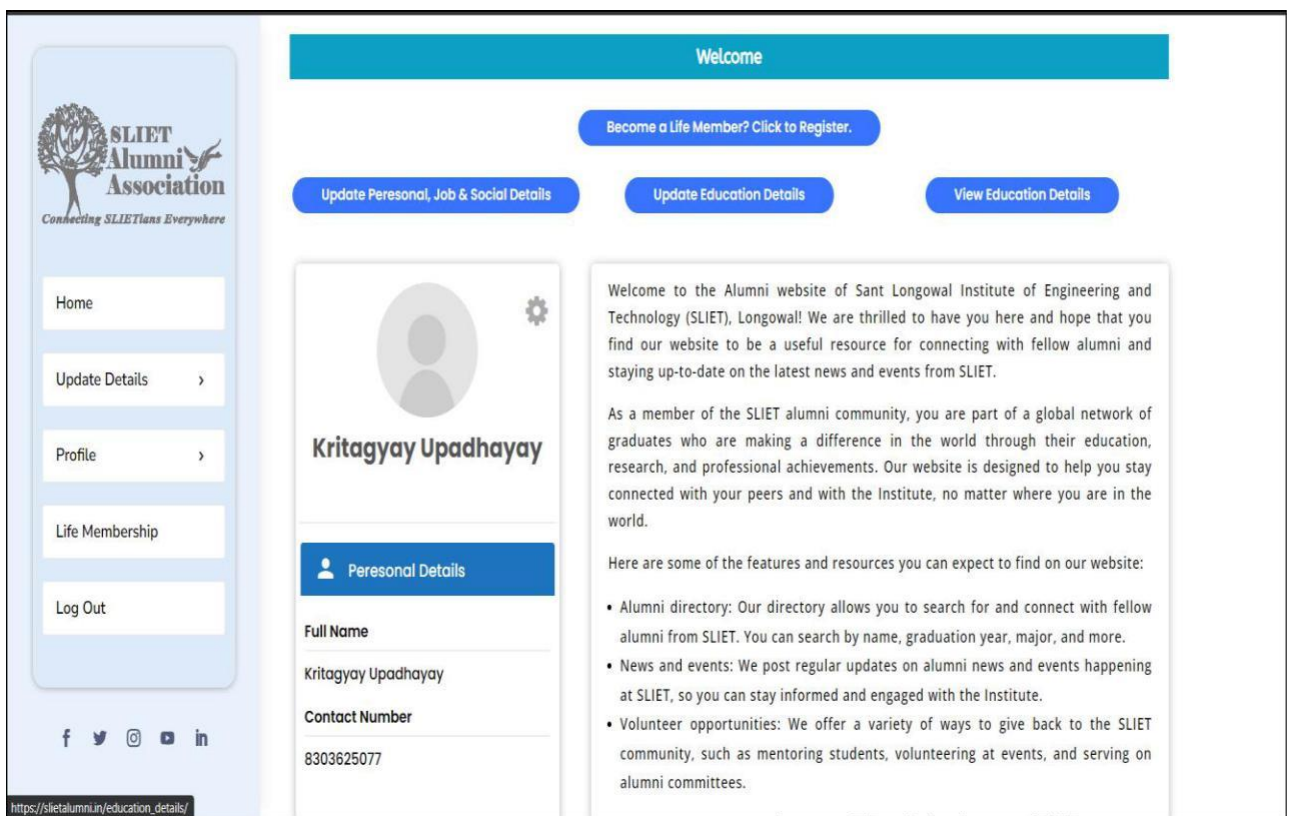 SLIET
Alumni
Association
Connecting SLIETians Everywhere
Home
Update Details
Profile
Life Membership
Log Out
https://slietalumni.in/education_details/
Welcome
Become a Life Member? Click to Register.
Update Peresonal, Job & Social Details
Update Education Details
View Education Details
Kritagyay Upadhayay
Peresonal Details
Full Name
Kritagyay Upadhayay
Contact Number
8303625077
Welcome to the Alumni website of Sant Longowal Institute of Engineering and
Technology (SLIET), Longowal! We are thrilled to have you here and hope that you
find our website to be a useful resource for connecting with fellow alumni and
staying up-to-date on the latest news and events from SLIET.
As a member of the SLIET alumni community, you are part of a global network of
graduates who are making a difference in the world through their education,
research, and professional achievements. Our website is designed to help you stay
connected with your peers and with the Institute, no matter where you are in the
world.
Here are some of the features and resources you can expect to find on our website:
• Alumni directory: Our directory allows you to search for and connect with fellow
alumni from SLIET. You can search by name, graduation year, major, and more.
• News and events: We post regular updates on alumni news and events happening
at SLIET, so you can stay informed and engaged with the Institute.
• Volunteer opportunities: We offer a variety of ways to give back to the SLIET
community, such as mentoring students, volunteering at events, and serving on
alumni committees.